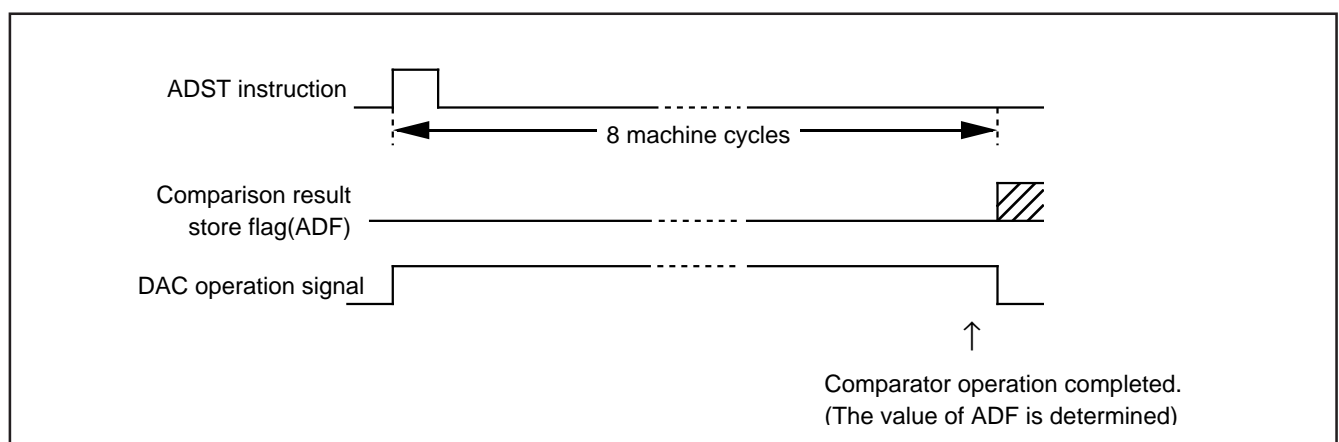 ADST instruction
8 machine cycles
Comparison result
store flag(ADF)
DAC operation signal
↑
Comparator operation completed.
(The value of ADF is determined)